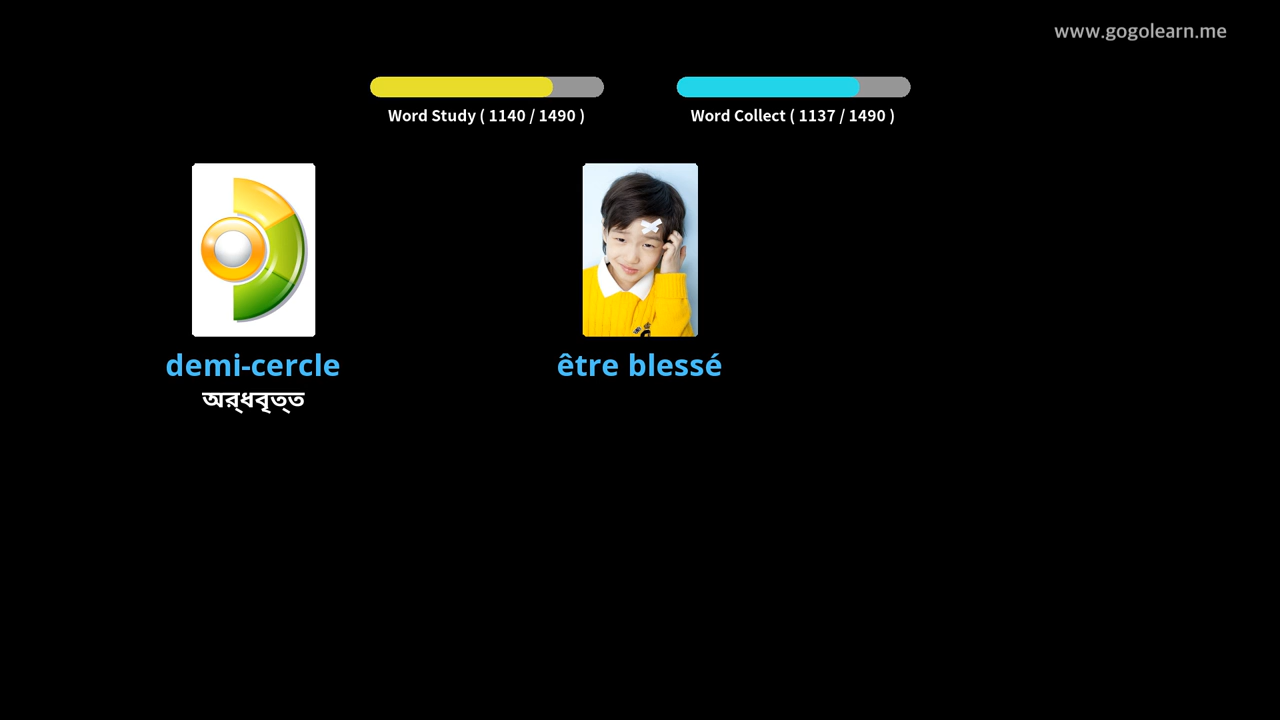 www.gogolearn.me
Word Study ( 1140 / 1490 )
Word Collect ( 1137 / 1490 )
demi-cercle
être blessé
অর্ধবৃত্ত